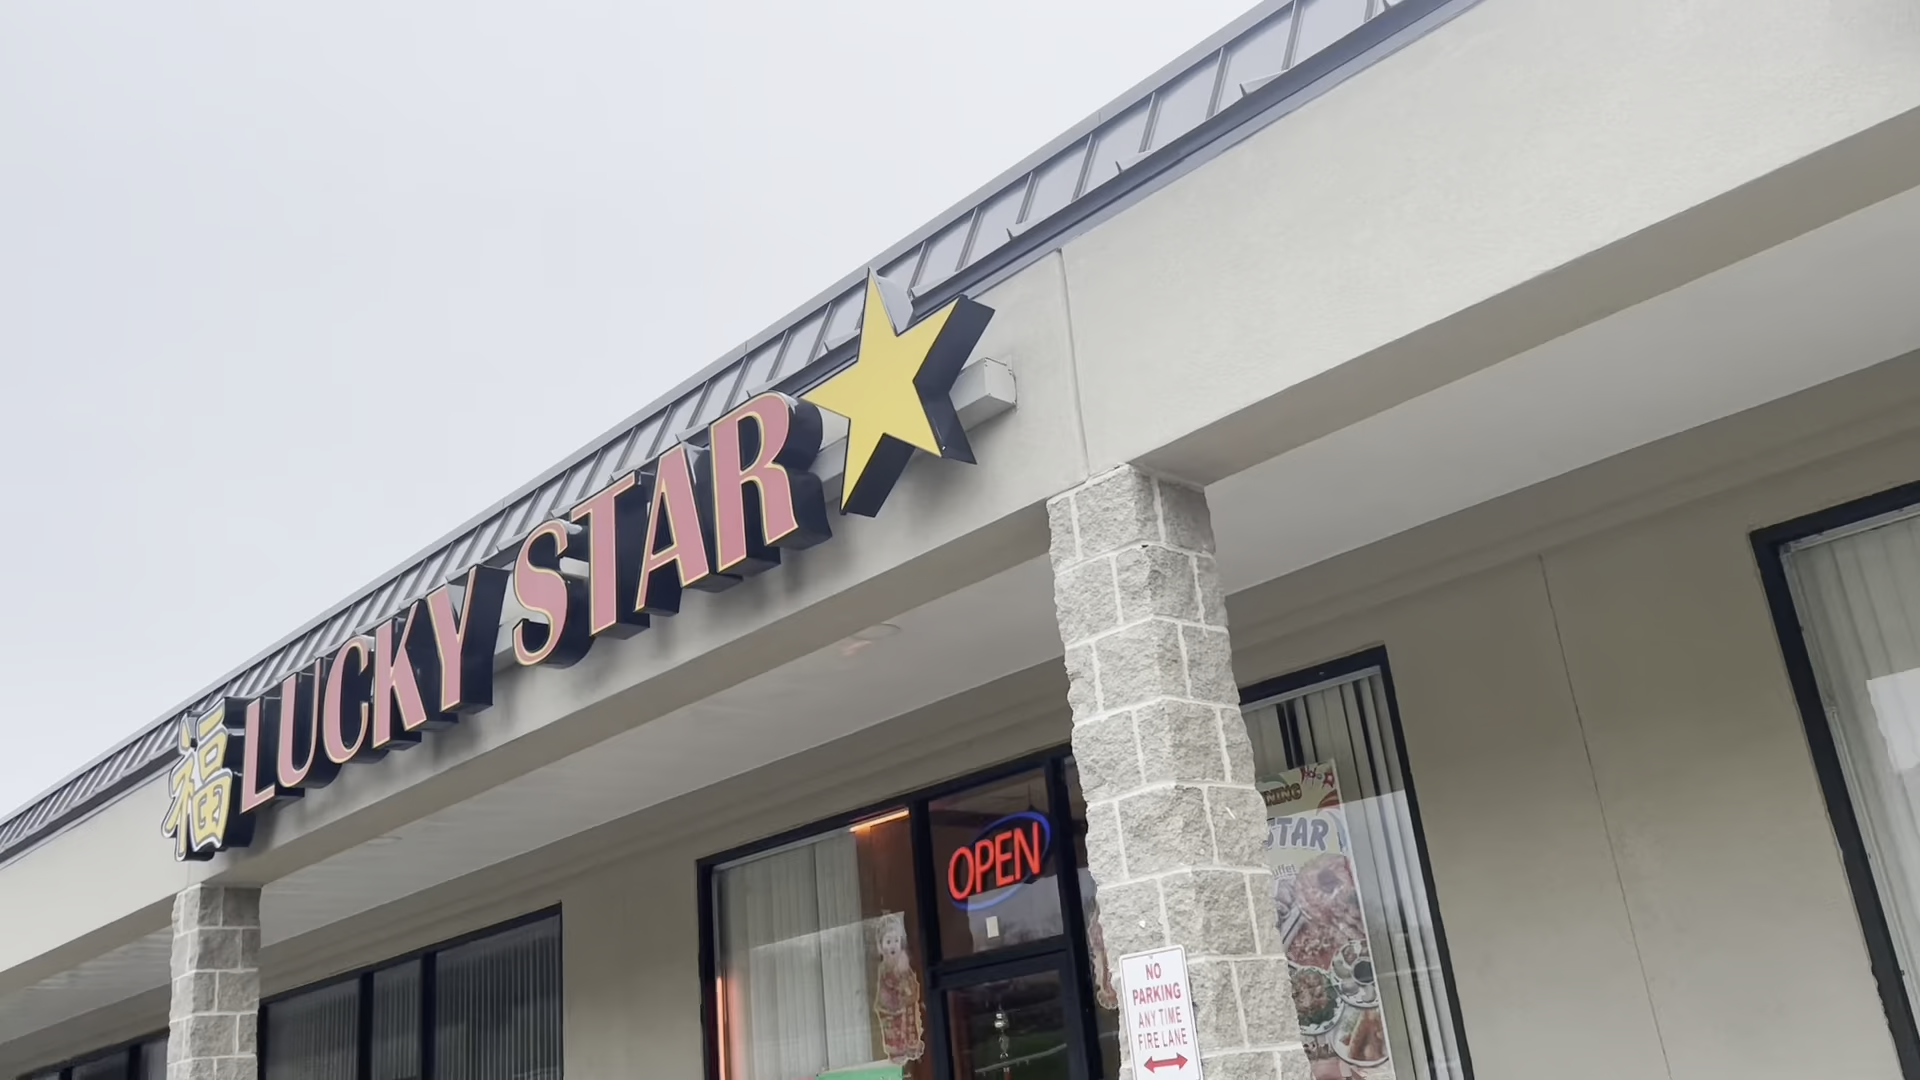 福 LUCKY STAR
OPEN
STAR
NO
PARKING
ANY TIME
FIRE LANE